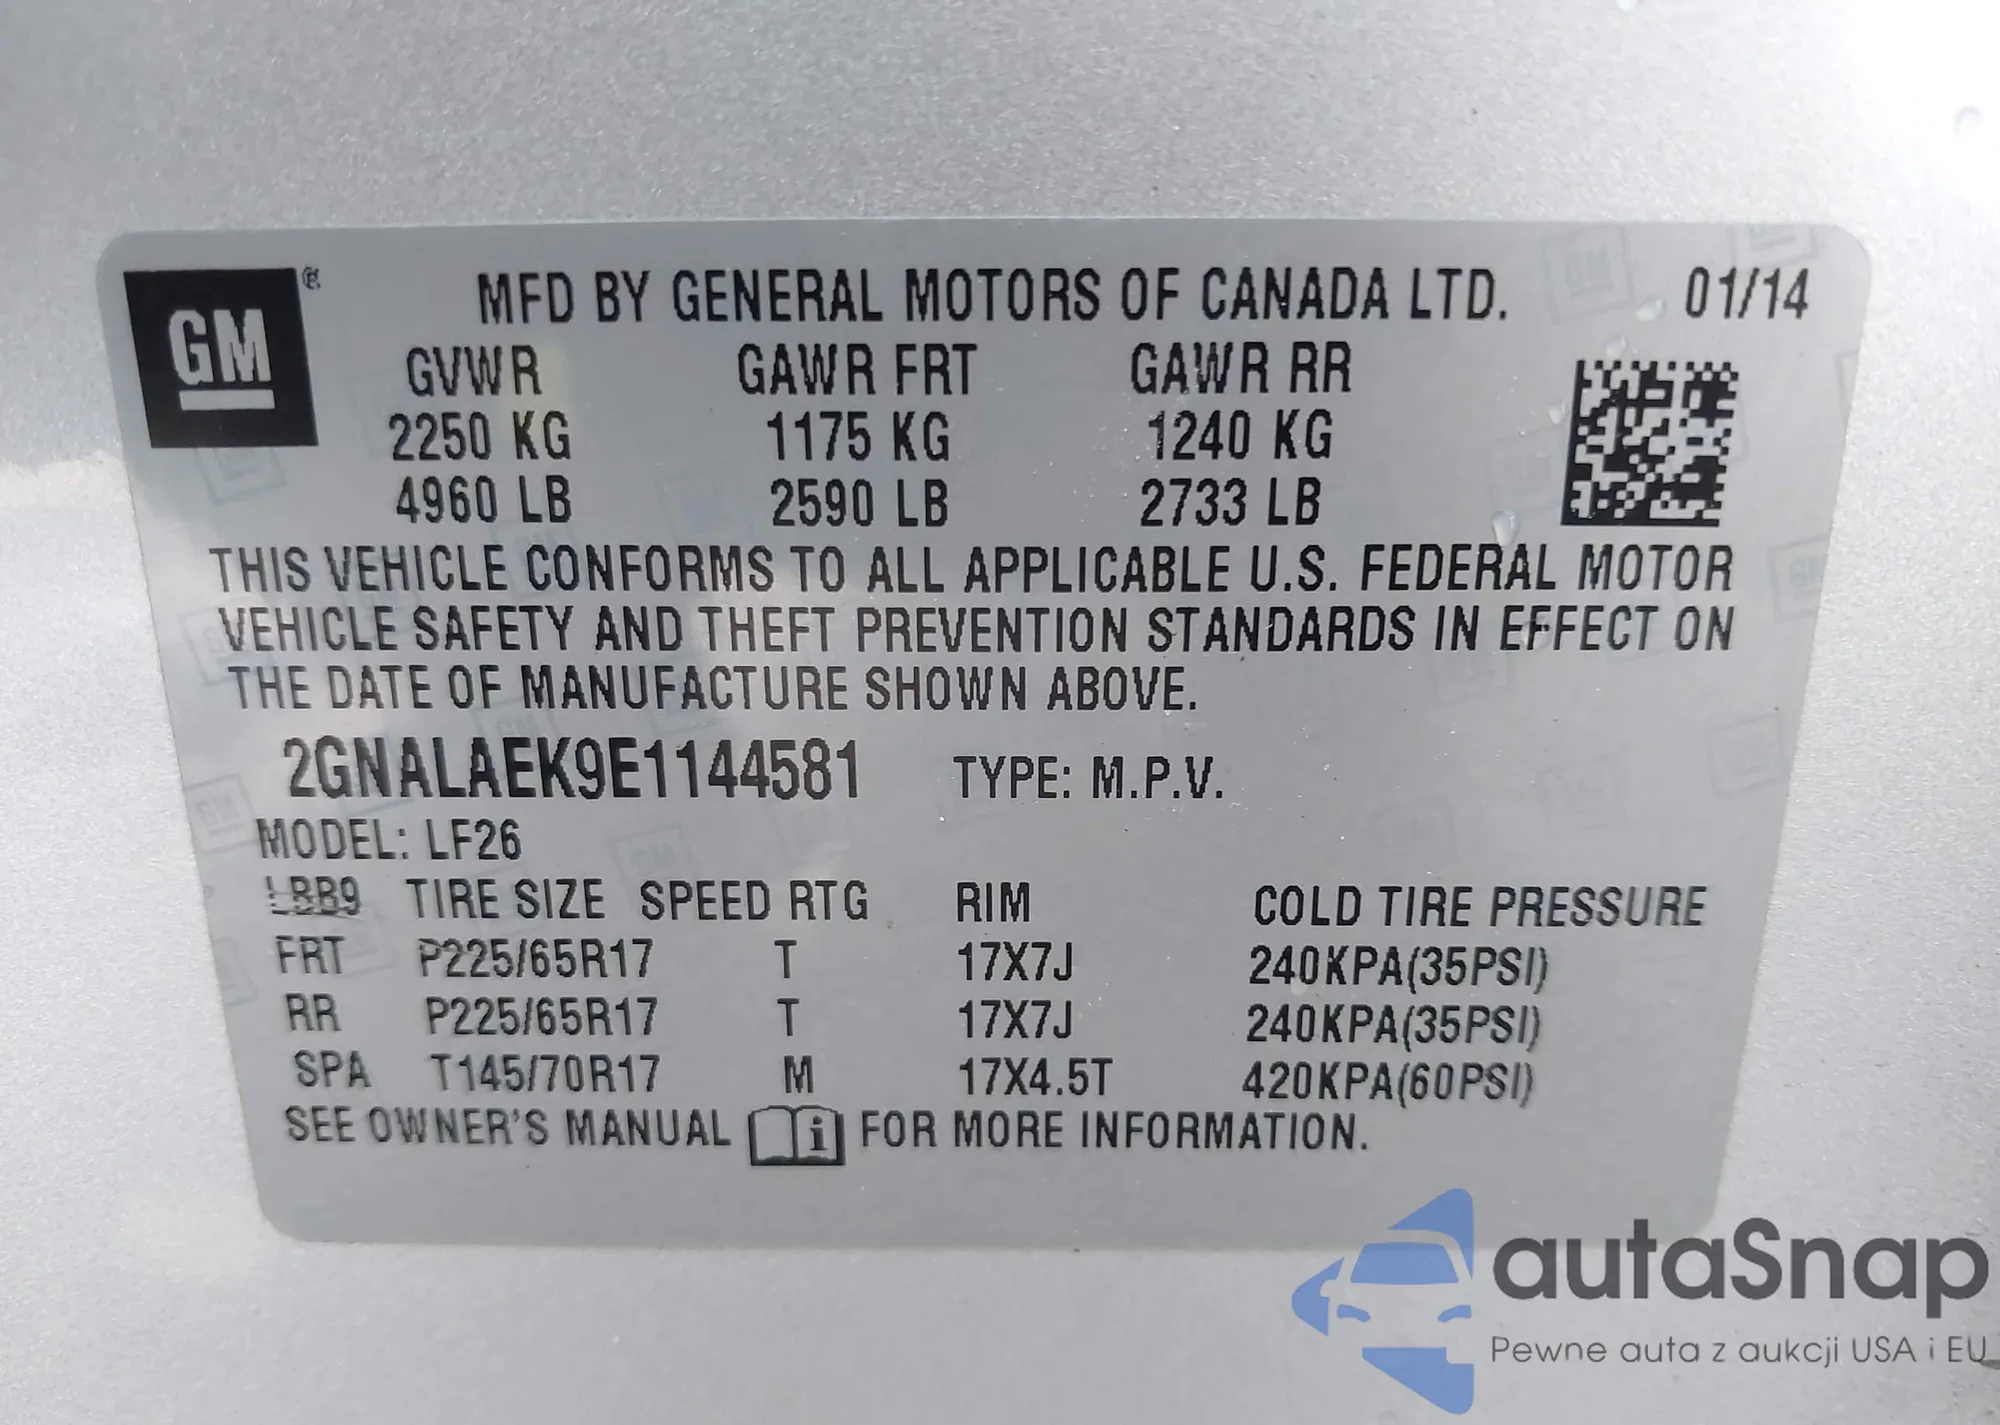 GM®
MFD BY GENERAL MOTORS OF CANADA LTD. 01/14
GVWR GAWR FRT GAWR RR
2250 KG 1175 KG 1240 KG
4960 LB 2590 LB 2733 LB
THIS VEHICLE CONFORMS TO ALL APPLICABLE U.S. FEDERAL MOTOR
VEHICLE SAFETY AND THEFT PREVENTION STANDARDS IN EFFECT ON
THE DATE OF MANUFACTURE SHOWN ABOVE.
2GNALAEK9E1144581 TYPE: M.P.V.
MODEL: LF26
TIRE SIZE SPEED RTG RIM COLD TIRE PRESSURE
FRT P225/65R17 T 17X7J 240KPA(35PSI)
RR P225/65R17 T 17X7J 240KPA(35PSI)
SPA T145/70R17 M 17X4.5T 420KPA(60PSI)
SEE OWNER'S MANUAL i FOR MORE INFORMATION.
autaSnap
Pewne auta z aukcji USA i EU